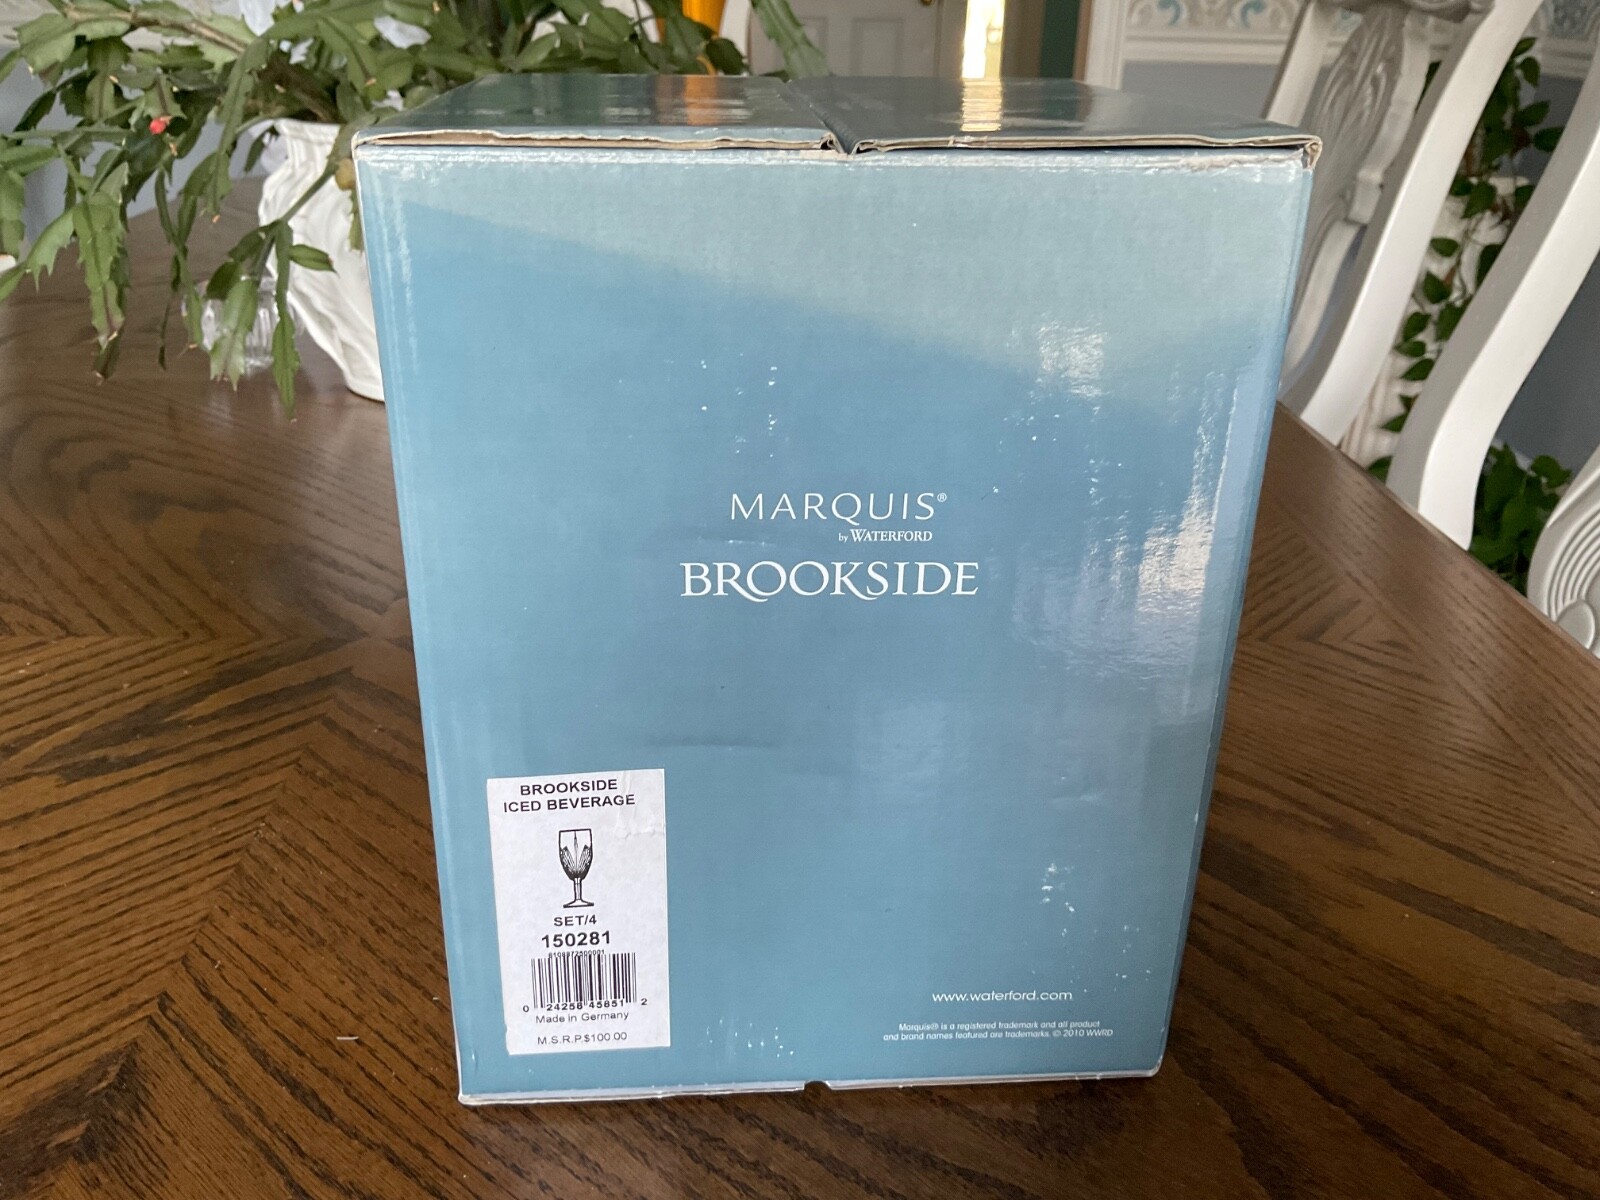 MARQUIS®
by WATERFORD
BROOKSIDE
BROOKSIDE
ICED BEVERAGE
SET/4
150281
0 24258 45851 2
Made in Germany
M.S.R.P.$100.00
www.waterford.com
Marquis® is a registered trademark and all product
and brand names featured are trademarks. © 2010 WWRD